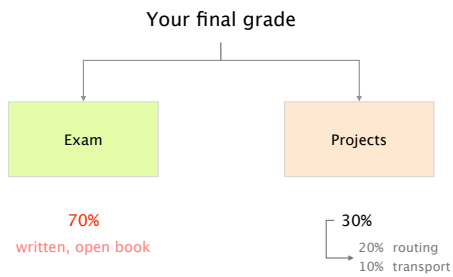 Your final grade
Exam
Projects
70%
30%
written, open book
20% routing
10% transport